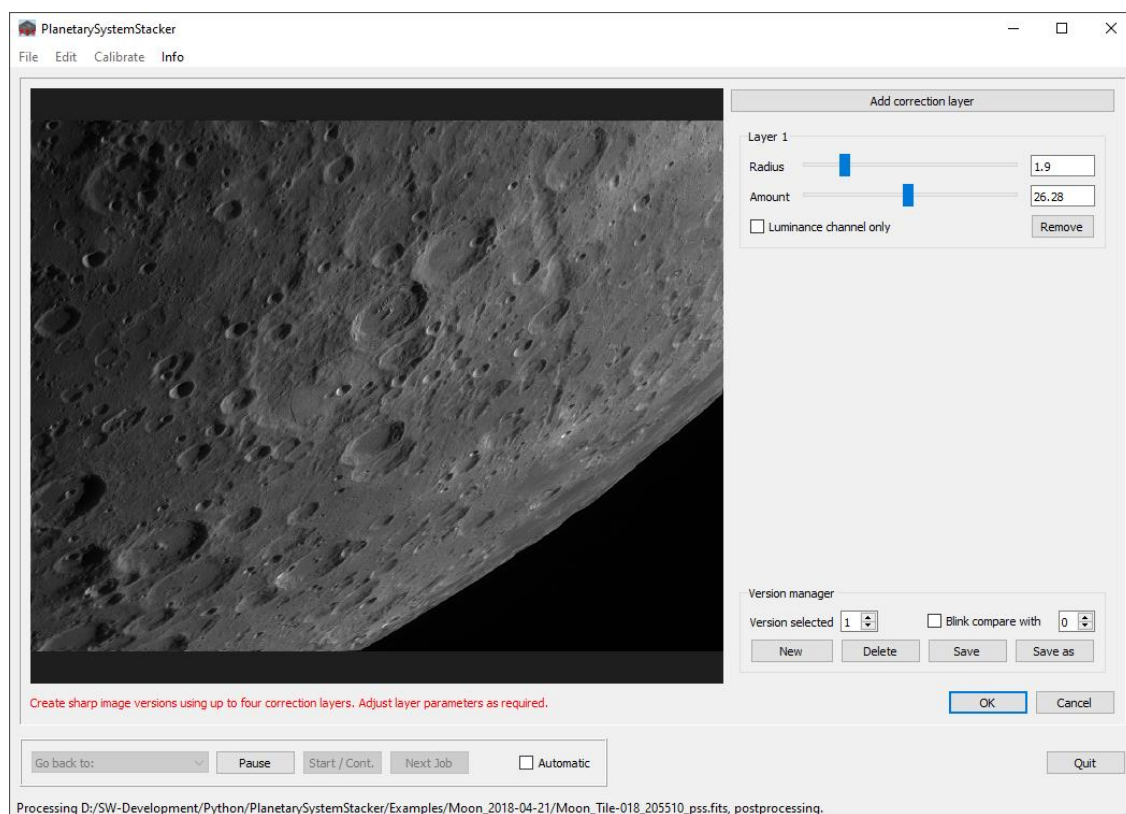 PlanetarySystemStacker
File Edit Calibrate Info
Add correction layer
Layer 1
Radius 1.9
Amount 26.28
Luminance channel only Remove
Version manager
Version selected 1 Blink compare with 0
New Delete Save Save as
Create sharp image versions using up to four correction layers. Adjust layer parameters as required.
OK Cancel
Go back to: Pause Start / Cont. Next Job Automatic Quit
Processing D:/SW-Development/Python/PlanetarySystemStacker/Examples/Moon_2018-04-21/Moon_Tile-018_205510_pss.fits, postprocessing.